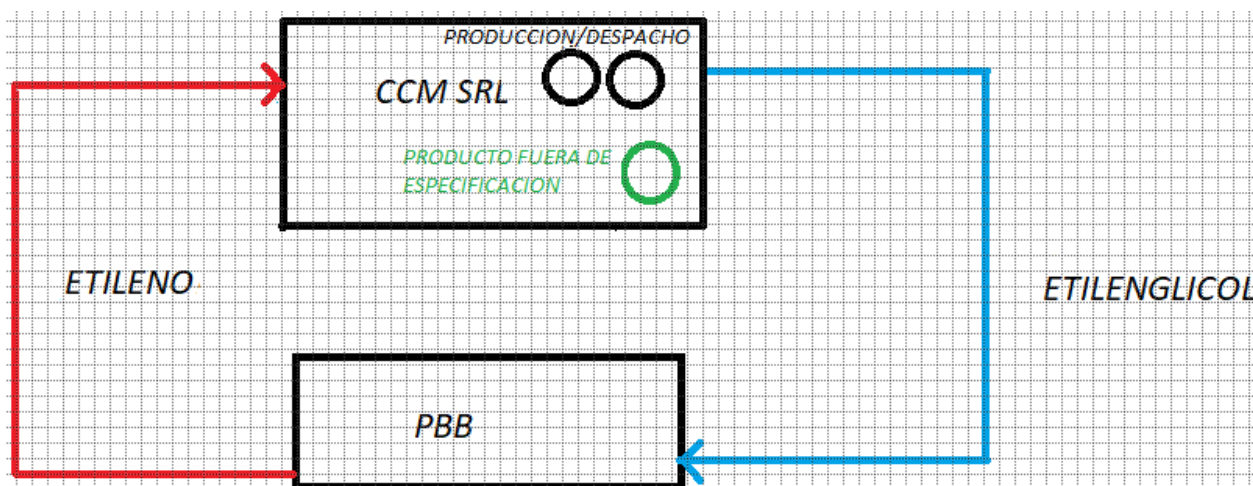 PRODUCCION/DESPACHO
CCM SRL
PRODUCTO FUERA DE
ESPECIFICACION
ETILENO
ETILENGLICOL
PBB